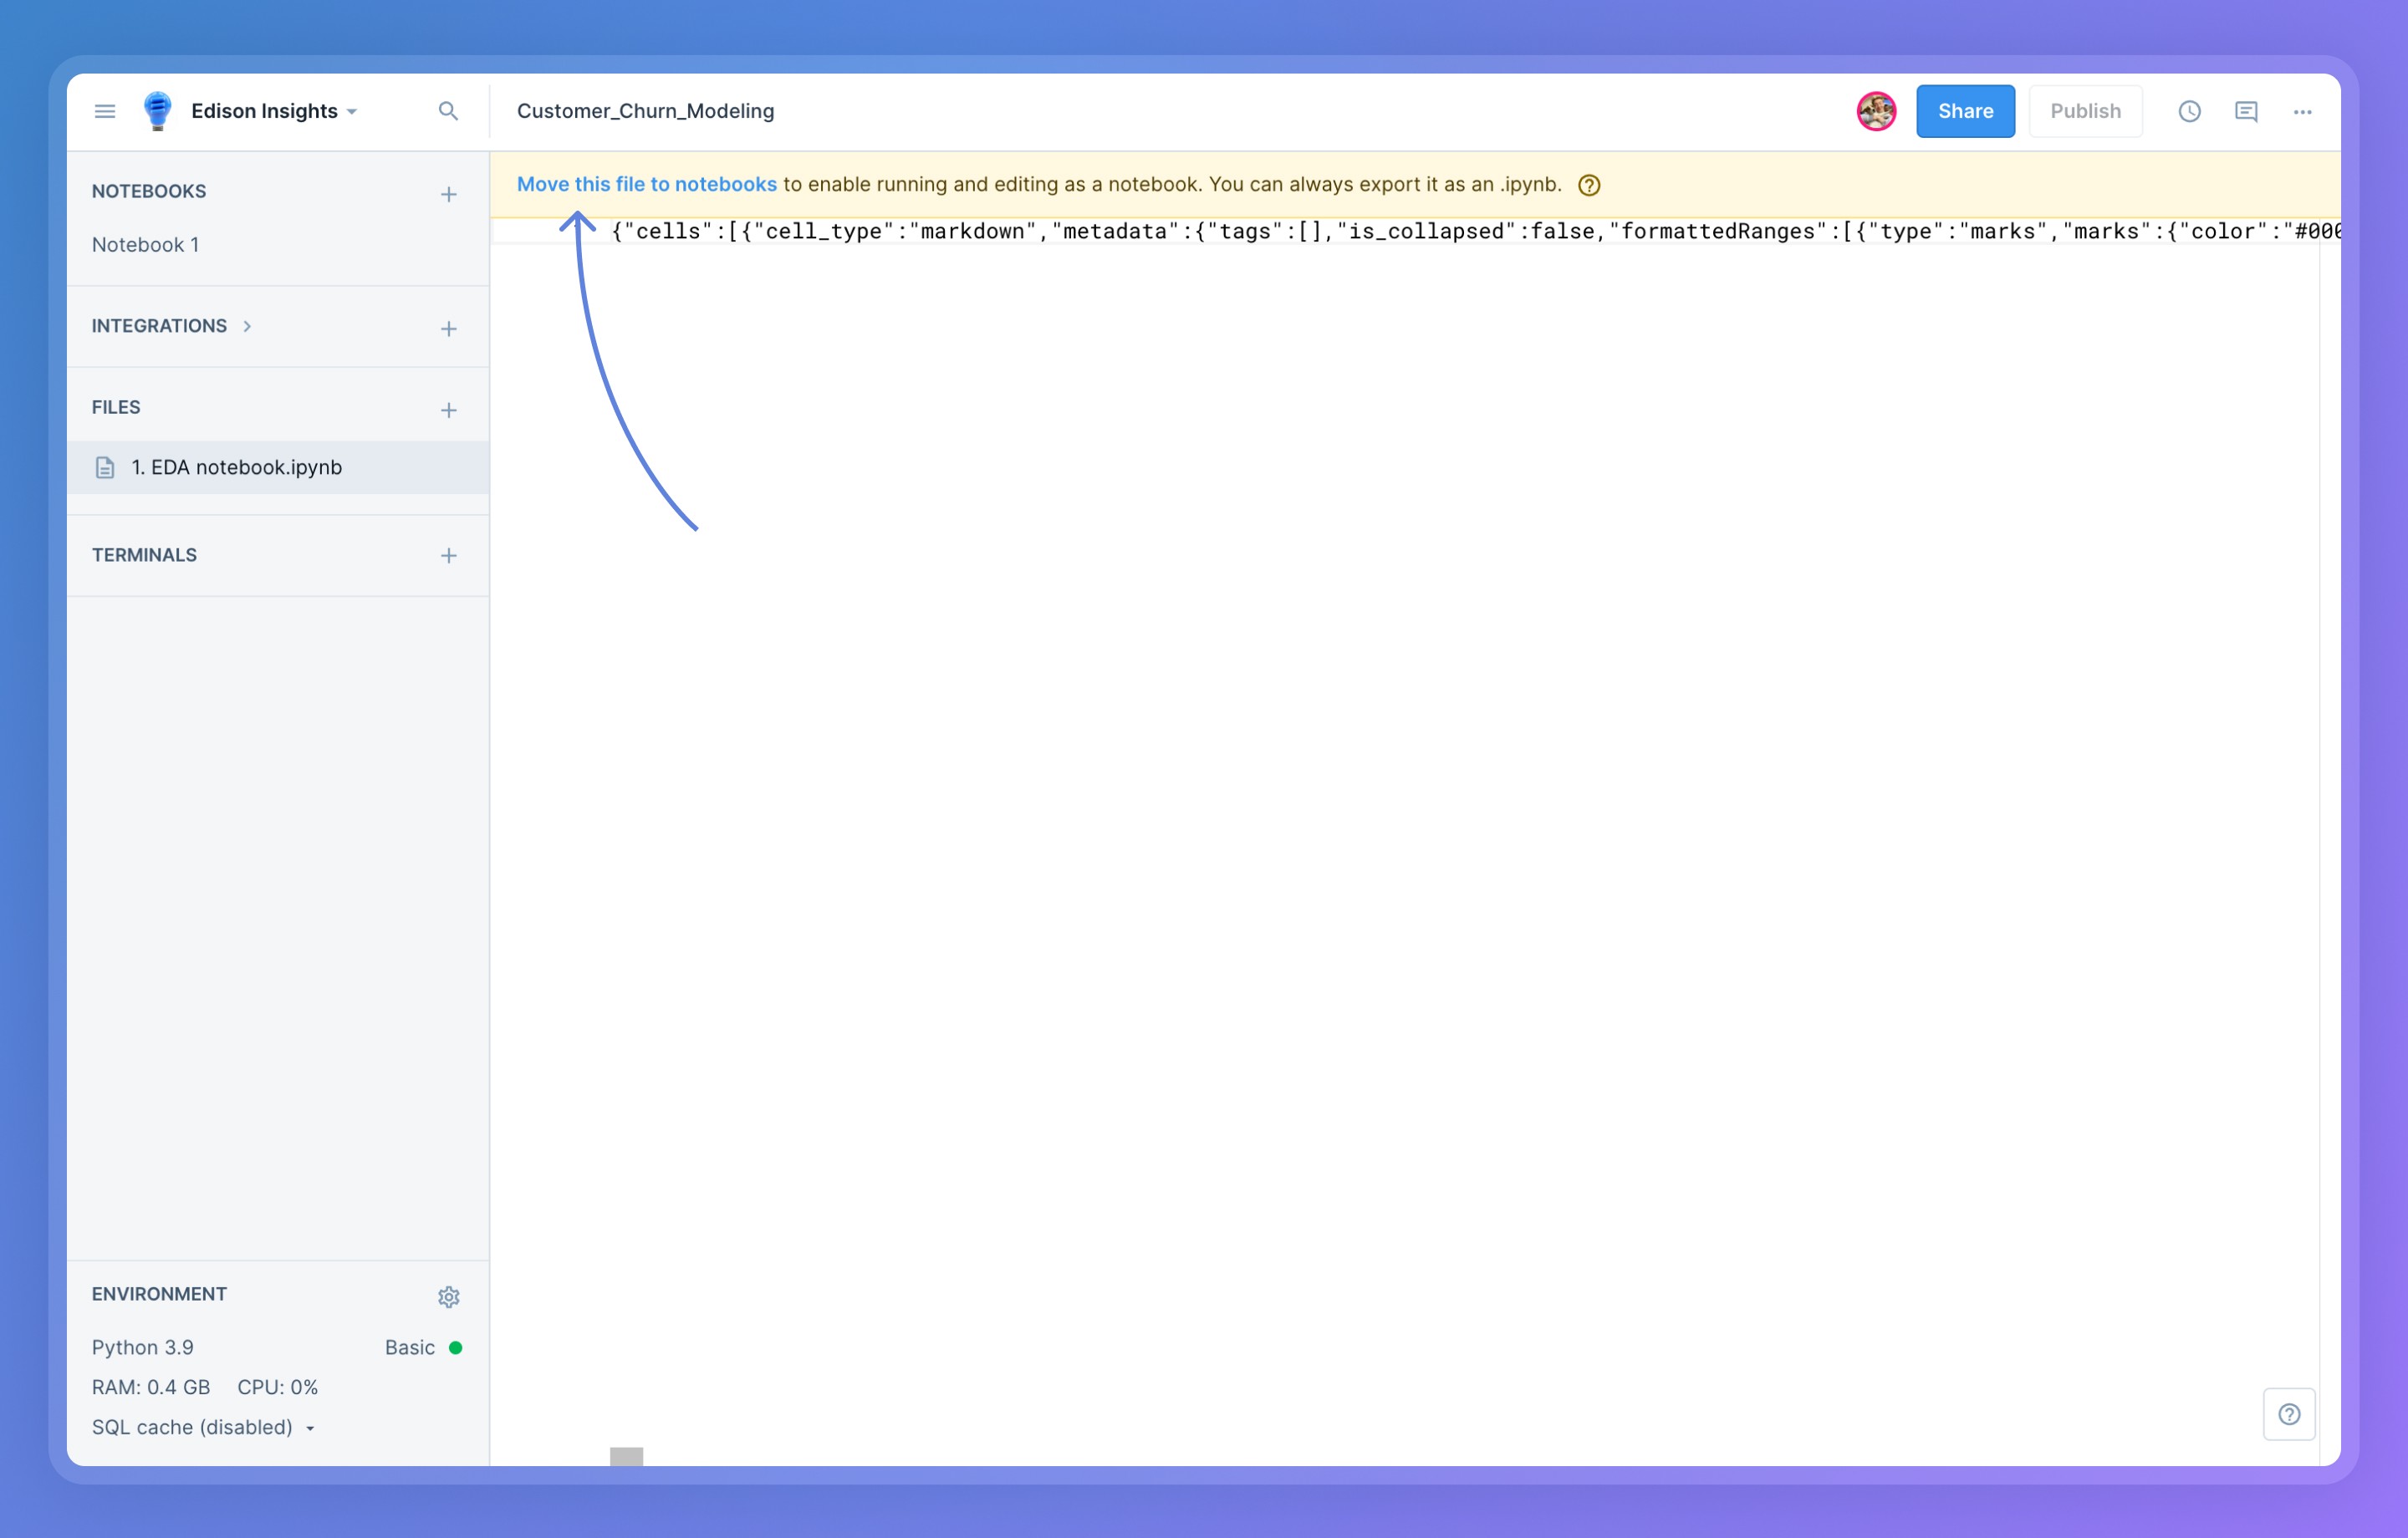 Edison Insights
Customer_Churn_Modeling
Share
Publish
NOTEBOOKS
Notebook 1
INTEGRATIONS
FILES
1. EDA notebook.ipynb
TERMINALS
Move this file to notebooks to enable running and editing as a notebook. You can always export it as an .ipynb.
{"cells":[{"cell_type":"markdown","metadata":{"tags":[],"is_collapsed":false,"formattedRanges":[{"type":"marks","marks":{"color":"#000
ENVIRONMENT
Python 3.9 Basic
RAM: 0.4 GB CPU: 0%
SQL cache (disabled)